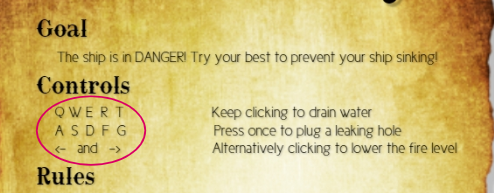 Goal
The ship is in DANGER! Try your best to prevent your ship sinking!
Controls
Q W E R T Keep clicking to drain water
A S D F G Press once to plug a leaking hole
<- and -> Alternatively clicking to lower the fire level
Rules